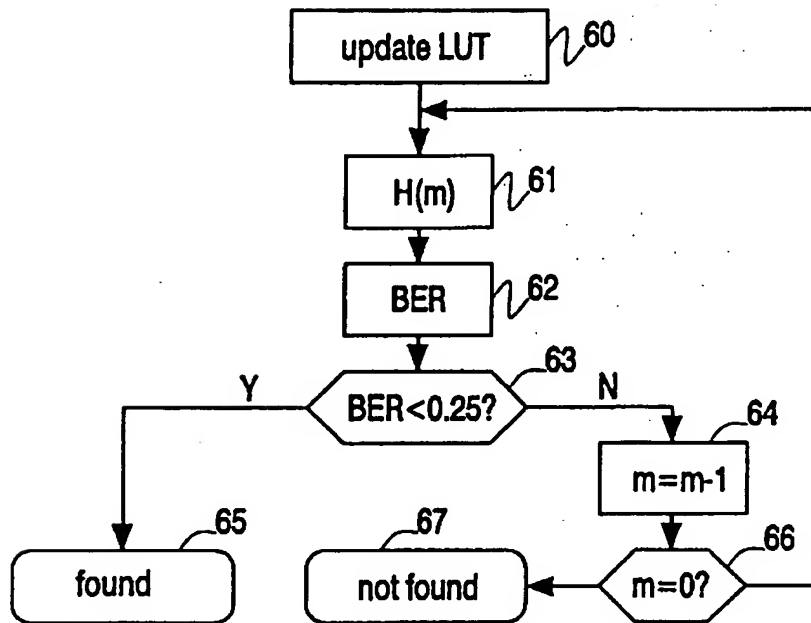 update LUT
60
H(m)
61
BER
62
63
Y
BER<0.25?
N
64
m=m-1
65
found
67
not found
66
m=0?